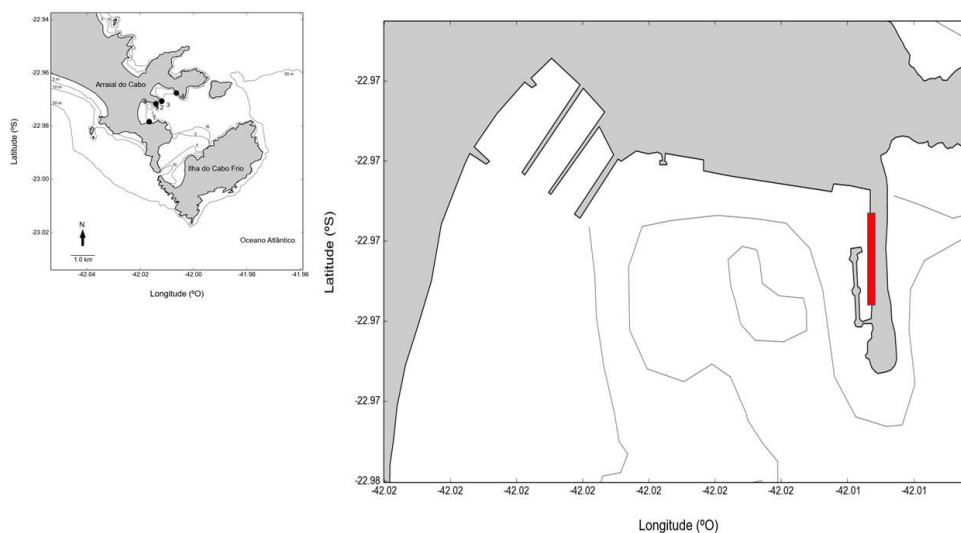 -22.94
-22.96
-22.98
-23.00
-23.02
Latitude (ºS)
Arraial do Cabo
Ilha do Cabo Frio
Oceano Atlântico
50 m
N
1.0 km
-42.04
-42.02
-42.00
-41.98
-41.96
Longitude (ºO)
-22.97
-22.97
-22.97
-22.97
-22.97
-22.98
Latitude (ºS)
-42.02
-42.02
-42.02
-42.02
-42.02
-42.02
-42.02
-42.01
-42.01
Longitude (ºO)